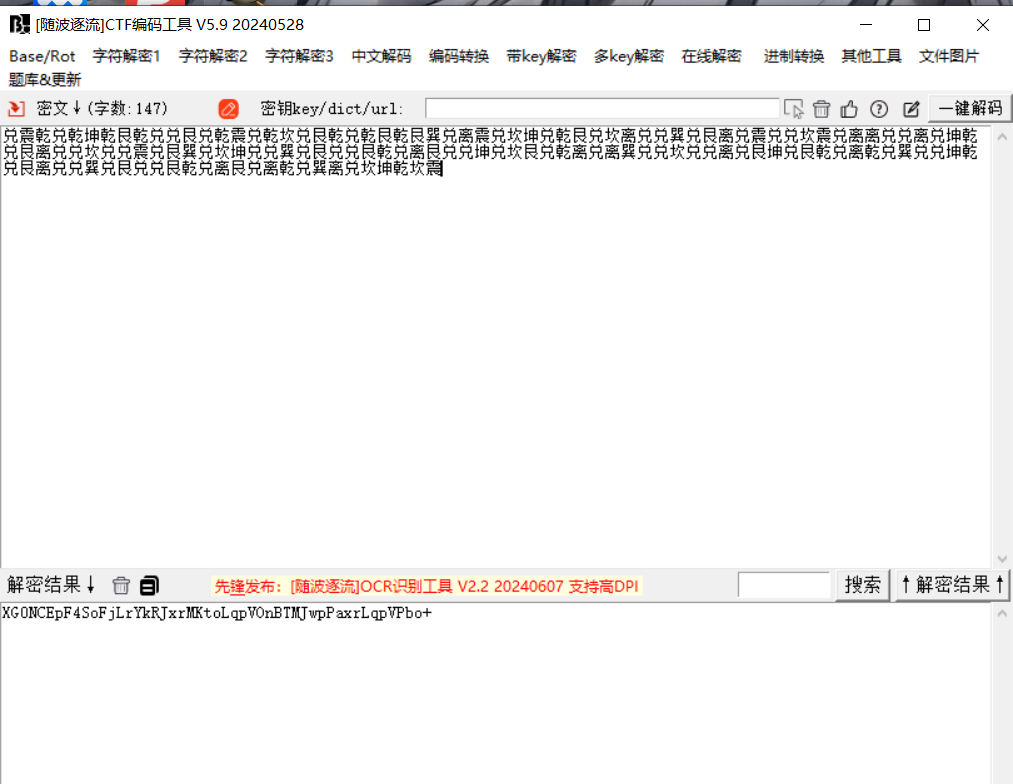 [随波逐流]CTF编码工具 V5.9 20240528
Base/Rot 字符解密1 字符解密2 字符解密3 中文解码 编码转换 带key解密 多key解密 在线解密 进制转换 其他工具 文件图片
题库&更新
密文↓(字数:147) 密钥key/dict/url: 一键解码
兑震乾兑乾坤乾艮乾兑兑艮兑乾震兑乾坎兑艮乾兑乾艮乾艮巽兑离震兑坎坤兑乾艮兑坎离兑兑巽兑艮离兑兑坎震兑离离兑兑离兑坤乾
兑艮离兑兑坎兑兑震兑艮巽兑坎坤兑兑巽兑艮兑兑艮乾兑离艮兑兑坤兑坎艮兑乾离兑离巽兑兑坎兑兑离兑艮坤兑艮乾兑离乾兑巽兑兑坤乾
兑艮离兑兑巽兑艮兑兑艮乾兑离艮兑离乾兑巽离兑坎坤乾坎震
解密结果↓ 先锋发布：[随波逐流]OCR识别工具 V2.2 20240607 支持高DPI 搜索 ↑解密结果↑
XG0NCEpF4SoFjLrYkRJxrMKtoLqpVOnBTMJwpPaxrLqpVPbo+